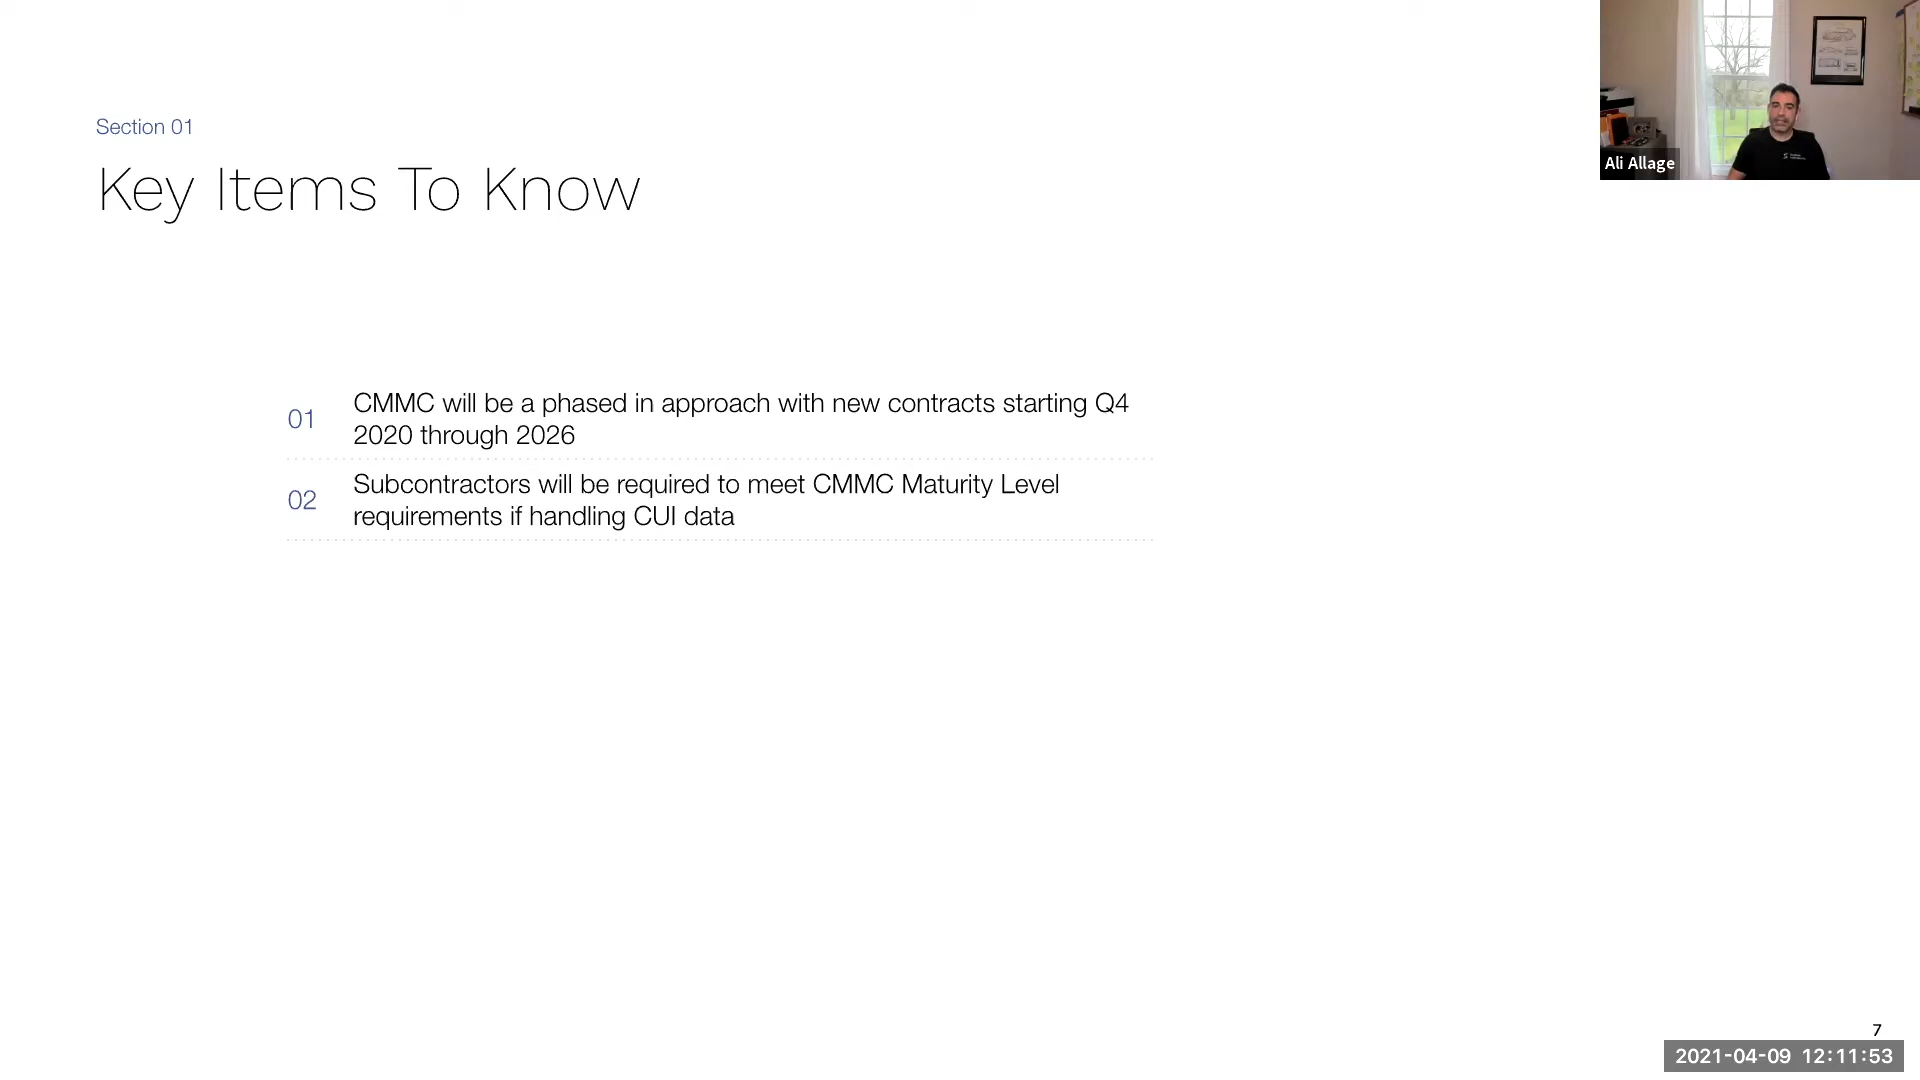 Section 01
Key Items To Know
Ali Allage
01
CMMC will be a phased in approach with new contracts starting Q4
2020 through 2026
02
Subcontractors will be required to meet CMMC Maturity Level
requirements if handling CUI data
7
2021-04-09 12:11:53